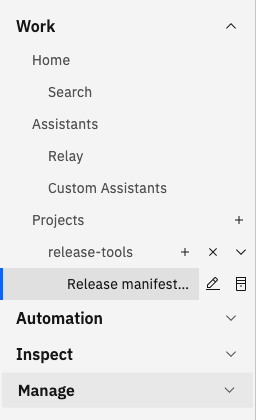 Work
Home
Search
Assistants
Relay
Custom Assistants
Projects
release-tools
Release manifest...
Automation
Inspect
Manage